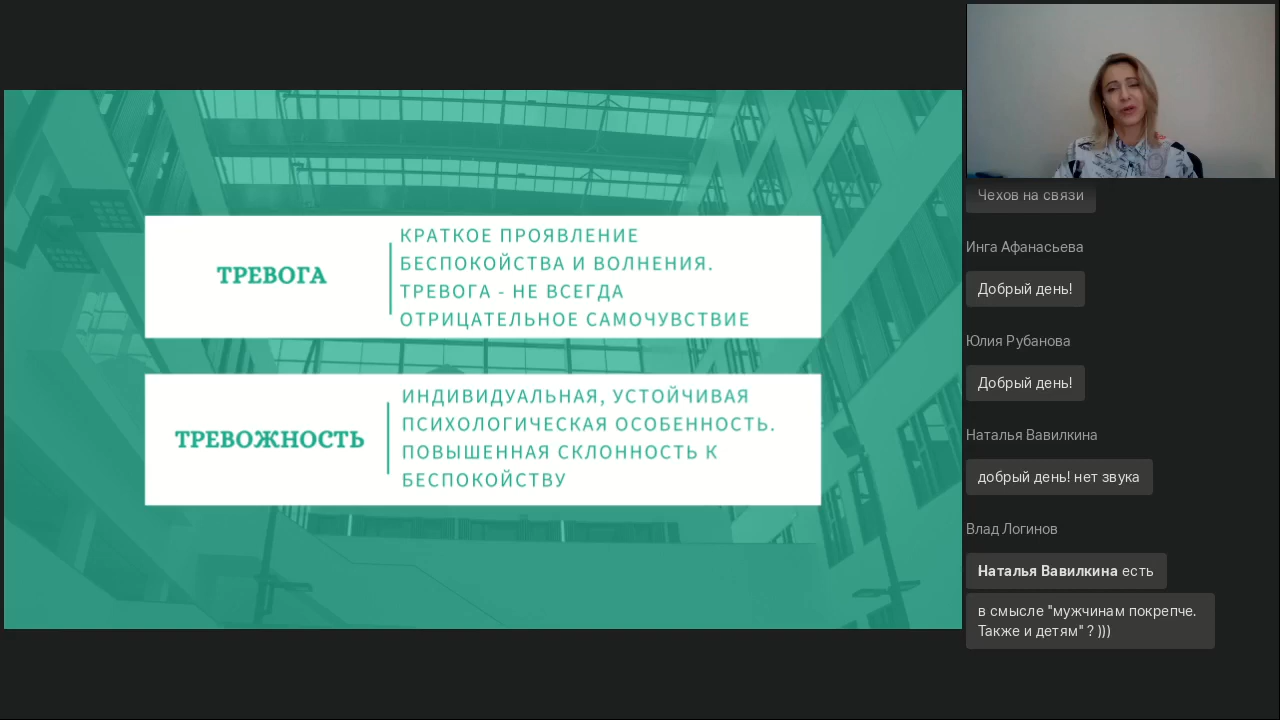 ТРЕВОГА
КРАТКОЕ ПРОЯВЛЕНИЕ
БЕСПОКОЙСТВА И ВОЛНЕНИЯ.
ТРЕВОГА - НЕ ВСЕГДА
ОТРИЦАТЕЛЬНОЕ САМОЧУВСТВИЕ
ТРЕВОЖНОСТЬ
ИНДИВИДУАЛЬНАЯ, УСТОЙЧИВАЯ
ПСИХОЛОГИЧЕСКАЯ ОСОБЕННОСТЬ.
ПОВЫШЕННАЯ СКЛОННОСТЬ К
БЕСПОКОЙСТВУ
Чехов на связи
Инга Афанасьева
Добрый день!
Юлия Рубанова
Добрый день!
Наталья Вавилкина
добрый день! нет звука
Влад Логинов
Наталья Вавилкина есть
в смысле "мужчинам покрепче.
Также и детям" ? )))